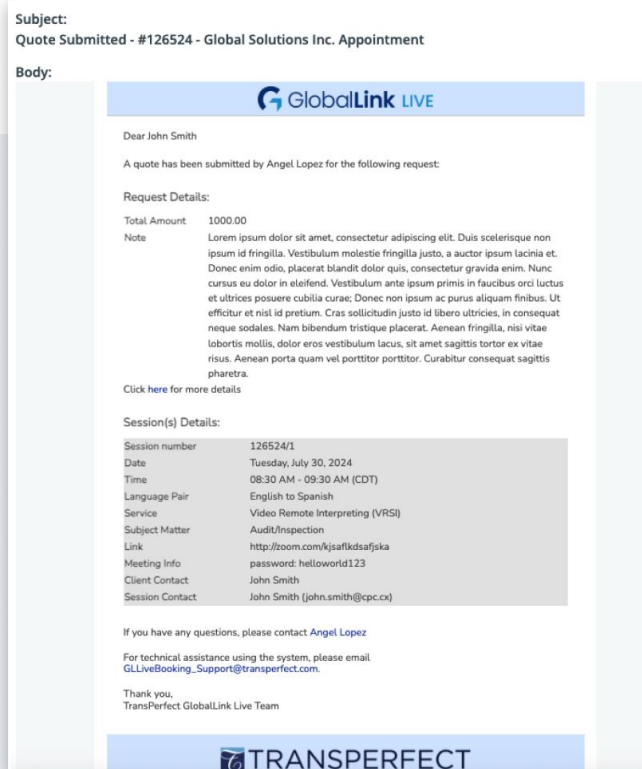 Subject:
Quote Submitted - #126524 - Global Solutions Inc. Appointment
Body:
GlobalLink LIVE
Dear John Smith
A quote has been submitted by Angel Lopez for the following request:
Request Details:
Total Amount 1000.00
Note Lorem ipsum dolor sit amet, consectetur adipiscing elit. Duis scelerisque non
ipsum id fringilla. Vestibulum molestie fringilla justo, a auctor ipsum lacinia et.
Donec enim odio, placerat blandit dolor quis, consectetur gravida enim. Nunc
cursus eu dolor in eleifend. Vestibulum ante ipsum primis in faucibus orci luctus
et ultrices posuere cubilia curae; Donec non ipsum ac purus aliquam finibus. Ut
efficitur et nisl id pretium. Cras sollicitudin justo id libero ultricies, in consequat
neque sodales. Nam bibendum tristique placerat. Aenean fringilla, nisi vitae
lobortis mollis, dolor eros vestibulum lacus, sit amet sagittis tortor ex vitae
risus. Aenean porta quam vel porttitor porttitor. Curabitur consequat sagittis
pharetra.
Click here for more details
Session(s) Details:
Session number 126524/1
Date Tuesday, July 30, 2024
Time 08:30 AM - 09:30 AM (CDT)
Language Pair English to Spanish
Service Video Remote Interpreting (VRSI)
Subject Matter Audit/Inspection
Link http://zoom.com/kjsaflkdsafjska
Meeting Info password: helloworld123
Client Contact John Smith
Session Contact John Smith (john.smith@cpc.cx)
If you have any questions, please contact Angel Lopez
For technical assistance using the system, please email
GLLiveBooking_Support@transperfect.com.
Thank you,
TransPerfect GlobalLink Live Team
TRANSPERFECT